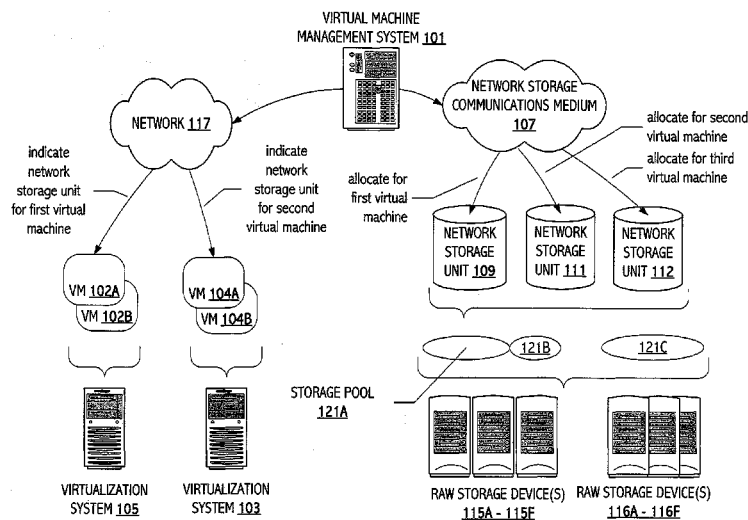 VIRTUAL MACHINE
MANAGEMENT SYSTEM 101
NETWORK 117
NETWORK STORAGE
COMMUNICATIONS MEDIUM
107
allocate for second
virtual machine
allocate for third
virtual machine
indicate
network
storage unit
for first virtual
machine
indicate
network
storage unit
for second
virtual machine
allocate for
first virtual
machine
NETWORK
STORAGE
UNIT 109
NETWORK
STORAGE
UNIT 111
NETWORK
STORAGE
UNIT 112
VM 102A
VM 102B
VM 104A
VM 104B
121B
121C
STORAGE POOL
121A
VIRTUALIZATION
SYSTEM 105
VIRTUALIZATION
SYSTEM 103
RAW STORAGE DEVICE(S)
115A - 115F
RAW STORAGE DEVICE(S)
116A - 116F